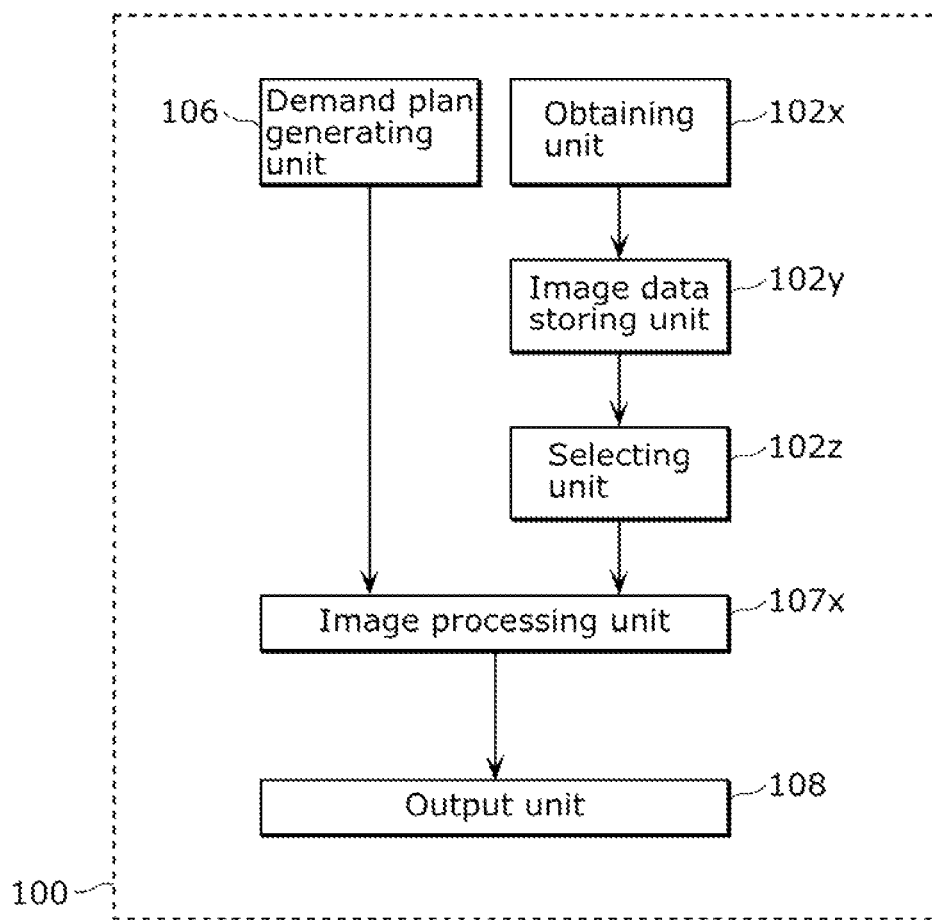 106
Demand plan
generating
unit
Obtaining
unit
102x
Image data
storing unit
102y
Selecting
unit
102z
Image processing unit
107x
Output unit
108
100